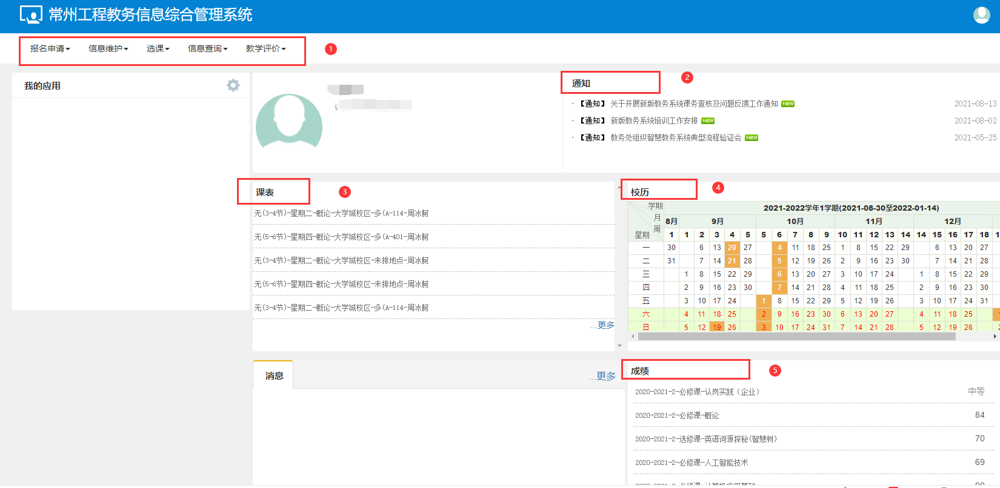 常州工程教务信息综合管理系统
报名申请 信息维护 选课 信息查询 教学评价
1
我的应用
通知
2
· 【通知】 关于开展新版教务系统课务查核及问题反馈工作通知 NEW 2021-08-13
· 【通知】 新版教务系统培训工作安排 NEW 2021-08-02
· 【通知】 教务处组织智慧教务系统典型流程验证会 NEW 2021-05-25
课表
3
无(3-4节)-星期二-概论-大学城校区-多(A-114-周冰舸
无(5-6节)-星期四-概论-大学城校区-多(A-401-周冰舸
无(3-4节)-星期二-概论-大学城校区-未排地点-周冰舸
无(5-6节)-星期四-概论-大学城校区-未排地点-周冰舸
无(3-4节)-星期二-概论-大学城校区-多(A-114-周冰舸
...更多
校历
4
学期 2021-2022学年1学期(2021-08-30至2022-01-14)
月 8月 9月 10月 11月 12月
周
星期 1 1 2 3 4 5 5 6 7 8 9 10 11 12 13 14 14 15 16 17 18
一 30 6 13 20 27 4 11 18 25 1 8 15 22 29 6 13 20 27
二 31 7 14 21 28 5 12 19 26 2 9 16 23 30 7 14 21 28
三 1 8 15 22 29 6 13 20 27 3 10 17 24 1 8 15 22 29
四 2 9 16 23 30 7 14 21 28 4 11 18 25 2 9 16 23 30
五 3 10 17 24 1 8 15 22 29 5 12 19 26 3 10 17 24 31
六 4 11 18 25 2 9 16 23 30 6 13 20 27 4 11 18 25
日 5 12 19 26 3 10 17 24 31 7 14 21 28 5 12 19 26
消息
...更多
成绩
5
2020-2021-2-必修课-认岗实践（企业） 中等
2020-2021-2-必修课-概论 84
2020-2021-2-选修课-英语词源探秘(智慧树) 70
2020-2021-2-必修课-人工智能技术 69
2020-2021-2-必修课-计算机应用基础